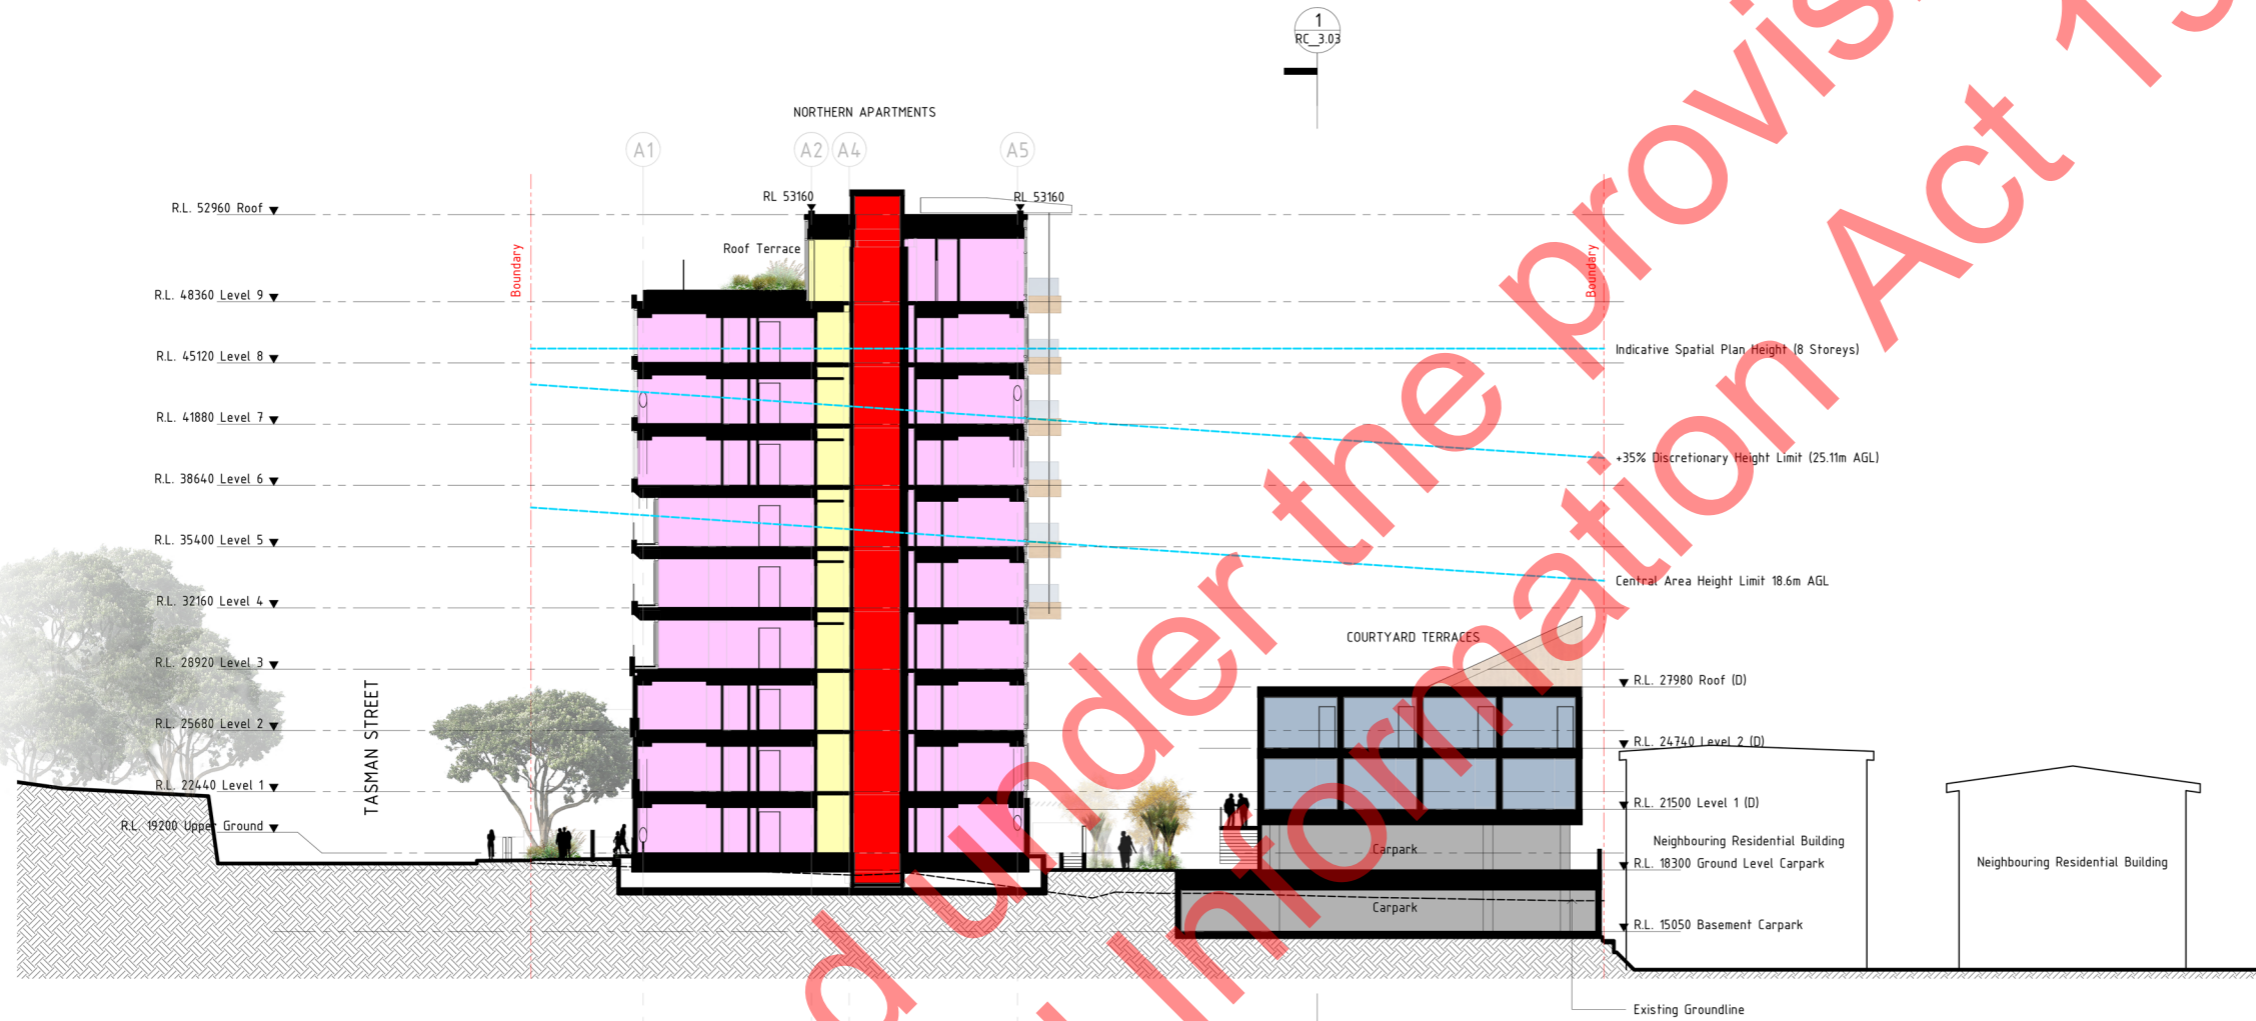 1
RC_3.03
NORTHERN APARTMENTS
A1
A2
A4
A5
RL 53160
RL 53160
R.L. 52960 Roof
Roof Terrace
Boundary
Boundary
R.L. 48360 Level 9
R.L. 45120 Level 8
Indicative Spatial Plan Height (8 Storeys)
R.L. 41880 Level 7
+35% Discretionary Height Limit (25.11m AGL)
R.L. 38640 Level 6
R.L. 35400 Level 5
Central Area Height Limit 18.6m AGL
R.L. 32160 Level 4
COURTYARD TERRACES
R.L. 28920 Level 3
R.L. 27980 Roof (D)
TASMAN STREET
R.L. 25680 Level 2
R.L. 24740 Level 2 (D)
R.L. 22440 Level 1
R.L. 21500 Level 1 (D)
R.L. 19200 Upper Ground
Neighbouring Residential Building
Carpark
R.L. 18300 Ground Level Carpark
Neighbouring Residential Building
Carpark
R.L. 15050 Basement Carpark
Existing Groundline
under the
Information Act